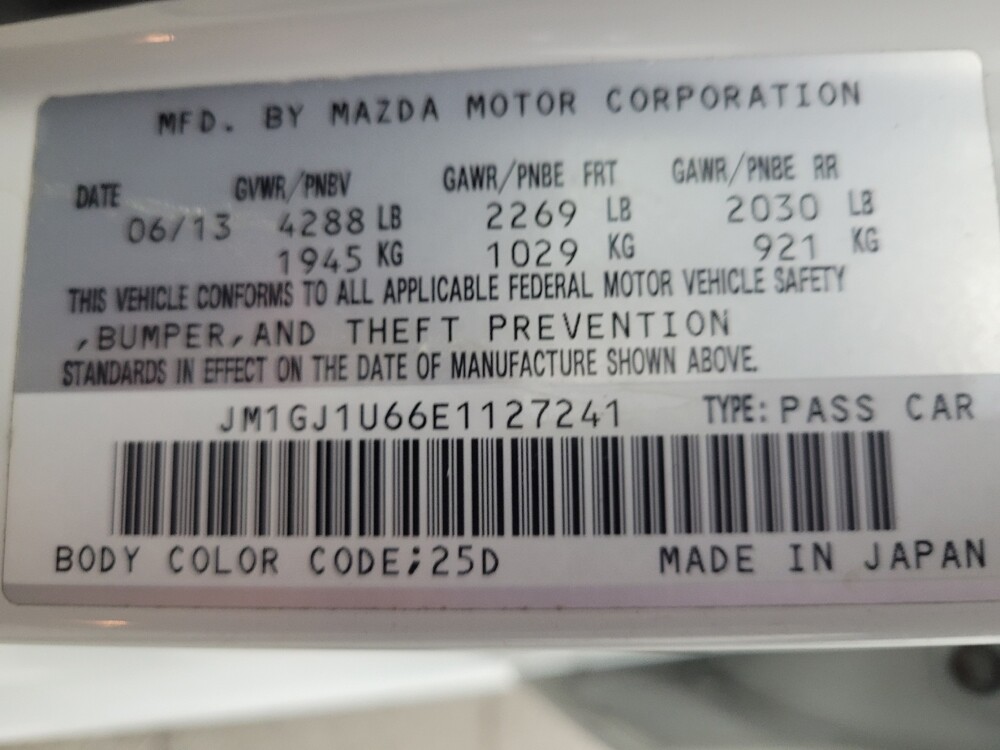 MFD. BY MAZDA MOTOR CORPORATION
DATE GVWR/PNBV GAWR/PNBE FRT GAWR/PNBE RR
06/13 4288 LB 2269 LB 2030 LB
1945 KG 1029 KG 921 KG
THIS VEHICLE CONFORMS TO ALL APPLICABLE FEDERAL MOTOR VEHICLE SAFETY
,BUMPER,AND THEFT PREVENTION
STANDARDS IN EFFECT ON THE DATE OF MANUFACTURE SHOWN ABOVE.
JM1GJ1U66E1127241 TYPE: PASS CAR
BODY COLOR CODE;25D MADE IN JAPAN